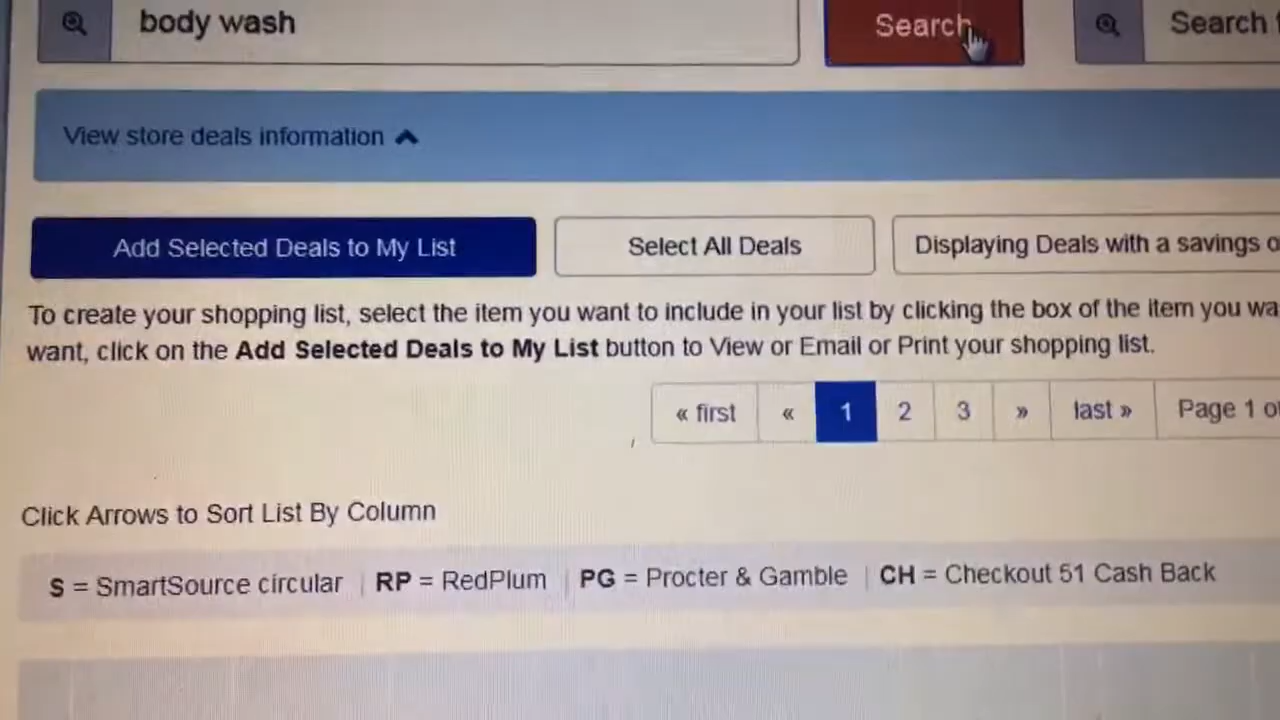 body wash
Search
Search
View store deals information
Add Selected Deals to My List
Select All Deals
Displaying Deals with a savings
To create your shopping list, select the item you want to include in your list by clicking the box of the item you
want, click on the Add Selected Deals to My List button to View or Email or Print your shopping list.
« first « 1 2 3 » last » Page 1
Click Arrows to Sort List By Column
S = SmartSource circular | RP = RedPlum | PG = Procter & Gamble | CH = Checkout 51 Cash Back